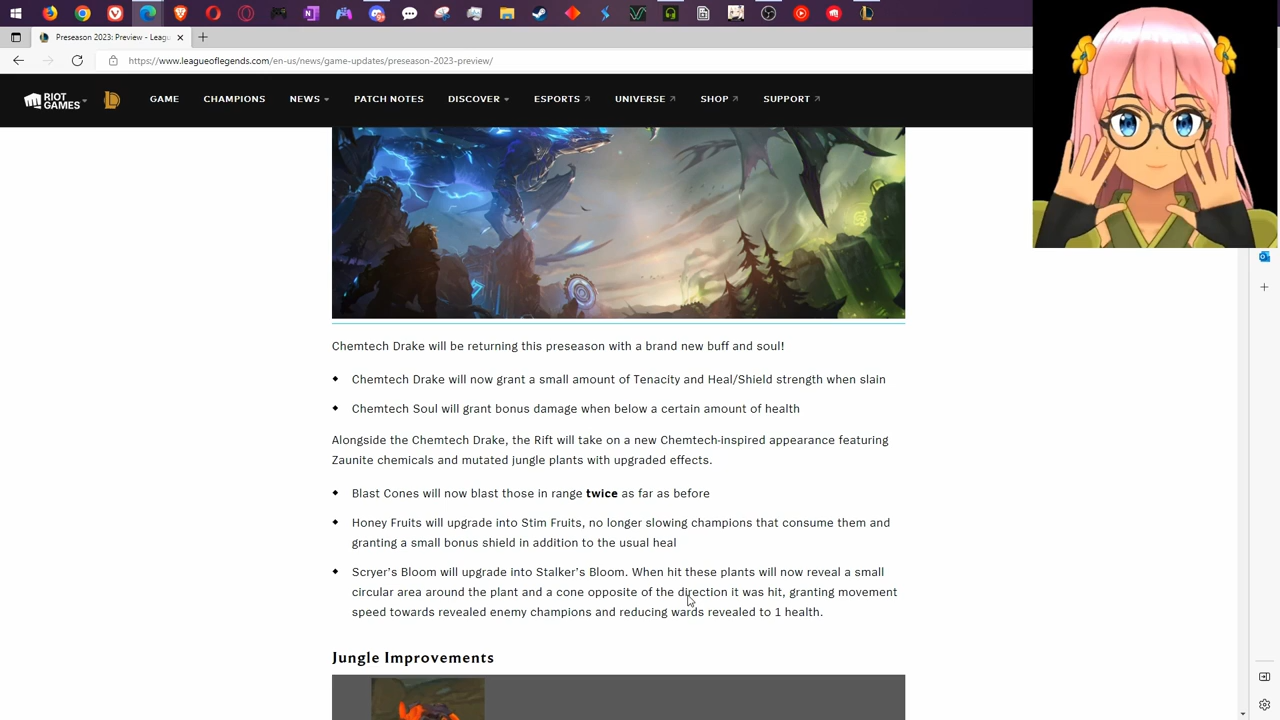 Preseason 2023: Preview - Leagu
https://www.leagueoflegends.com/en-us/news/game-updates/preseason-2023-preview/
RIOT
GAMES
GAME
CHAMPIONS
NEWS
PATCH NOTES
DISCOVER
ESPORTS
UNIVERSE
SHOP
SUPPORT
Chemtech Drake will be returning this preseason with a brand new buff and soul!
Chemtech Drake will now grant a small amount of Tenacity and Heal/Shield strength when slain
Chemtech Soul will grant bonus damage when below a certain amount of health
Alongside the Chemtech Drake, the Rift will take on a new Chemtech-inspired appearance featuring
Zaunite chemicals and mutated jungle plants with upgraded effects.
Blast Cones will now blast those in range twice as far as before
Honey Fruits will upgrade into Stim Fruits, no longer slowing champions that consume them and
granting a small bonus shield in addition to the usual heal
Scryer's Bloom will upgrade into Stalker's Bloom. When hit these plants will now reveal a small
circular area around the plant and a cone opposite of the direction it was hit, granting movement
speed towards revealed enemy champions and reducing wards revealed to 1 health.
Jungle Improvements